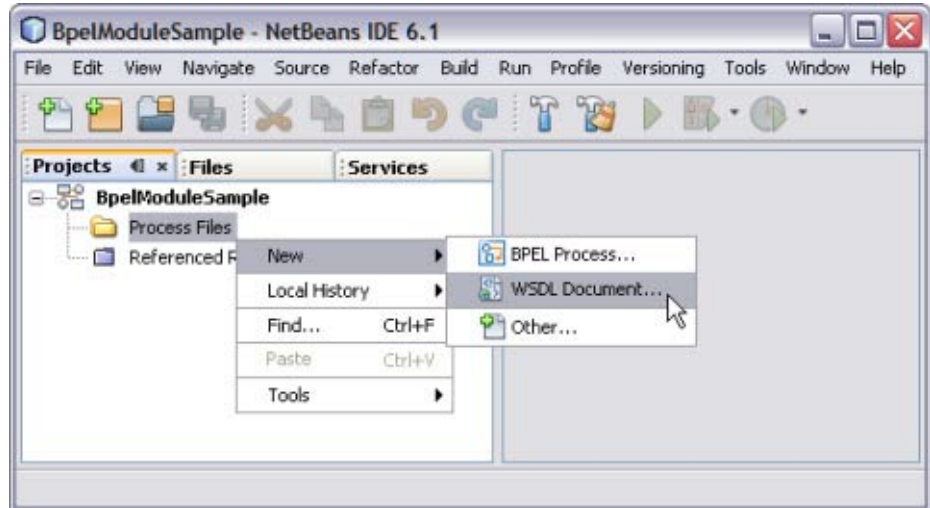 BpelModuleSample - NetBeans IDE 6.1
File Edit View Navigate Source Refactor Build Run Profile Versioning Tools Window Help
Projects Files Services
BpelModuleSample
Process Files
Referenced R
New
Local History
Find... Ctrl+F
Paste Ctrl+V
Tools
BPEL Process...
WSDL Document...
Other...